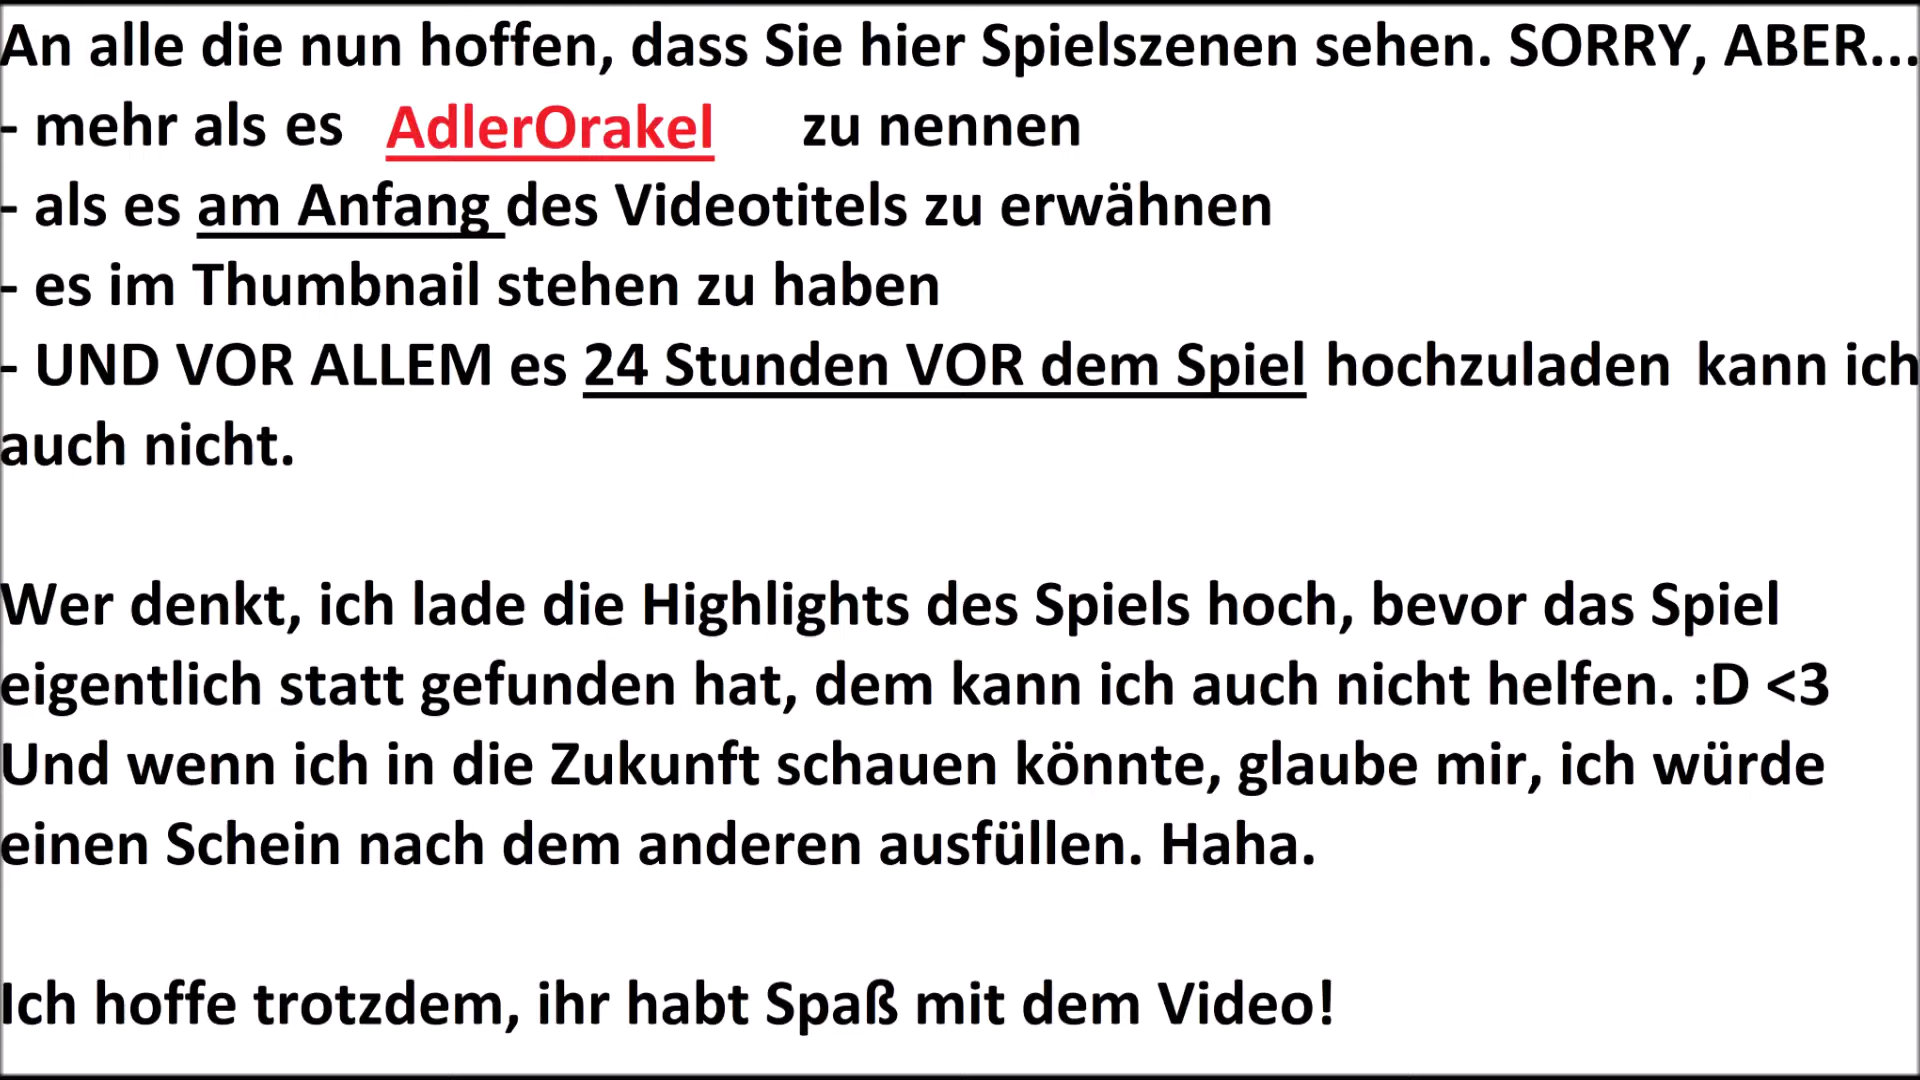 An alle die nun hoffen, dass Sie hier Spielszenen sehen. SORRY, ABER...
- mehr als es AdlerOrakel zu nennen
- als es am Anfang des Videotitels zu erwähnen
- es im Thumbnail stehen zu haben
- UND VOR ALLEM es 24 Stunden VOR dem Spiel hochzuladen kann ich
auch nicht.
Wer denkt, ich lade die Highlights des Spiels hoch, bevor das Spiel
eigentlich statt gefunden hat, dem kann ich auch nicht helfen. :D <3
Und wenn ich in die Zukunft schauen könnte, glaube mir, ich würde
einen Schein nach dem anderen ausfüllen. Haha.
Ich hoffe trotzdem, ihr habt Spaß mit dem Video!